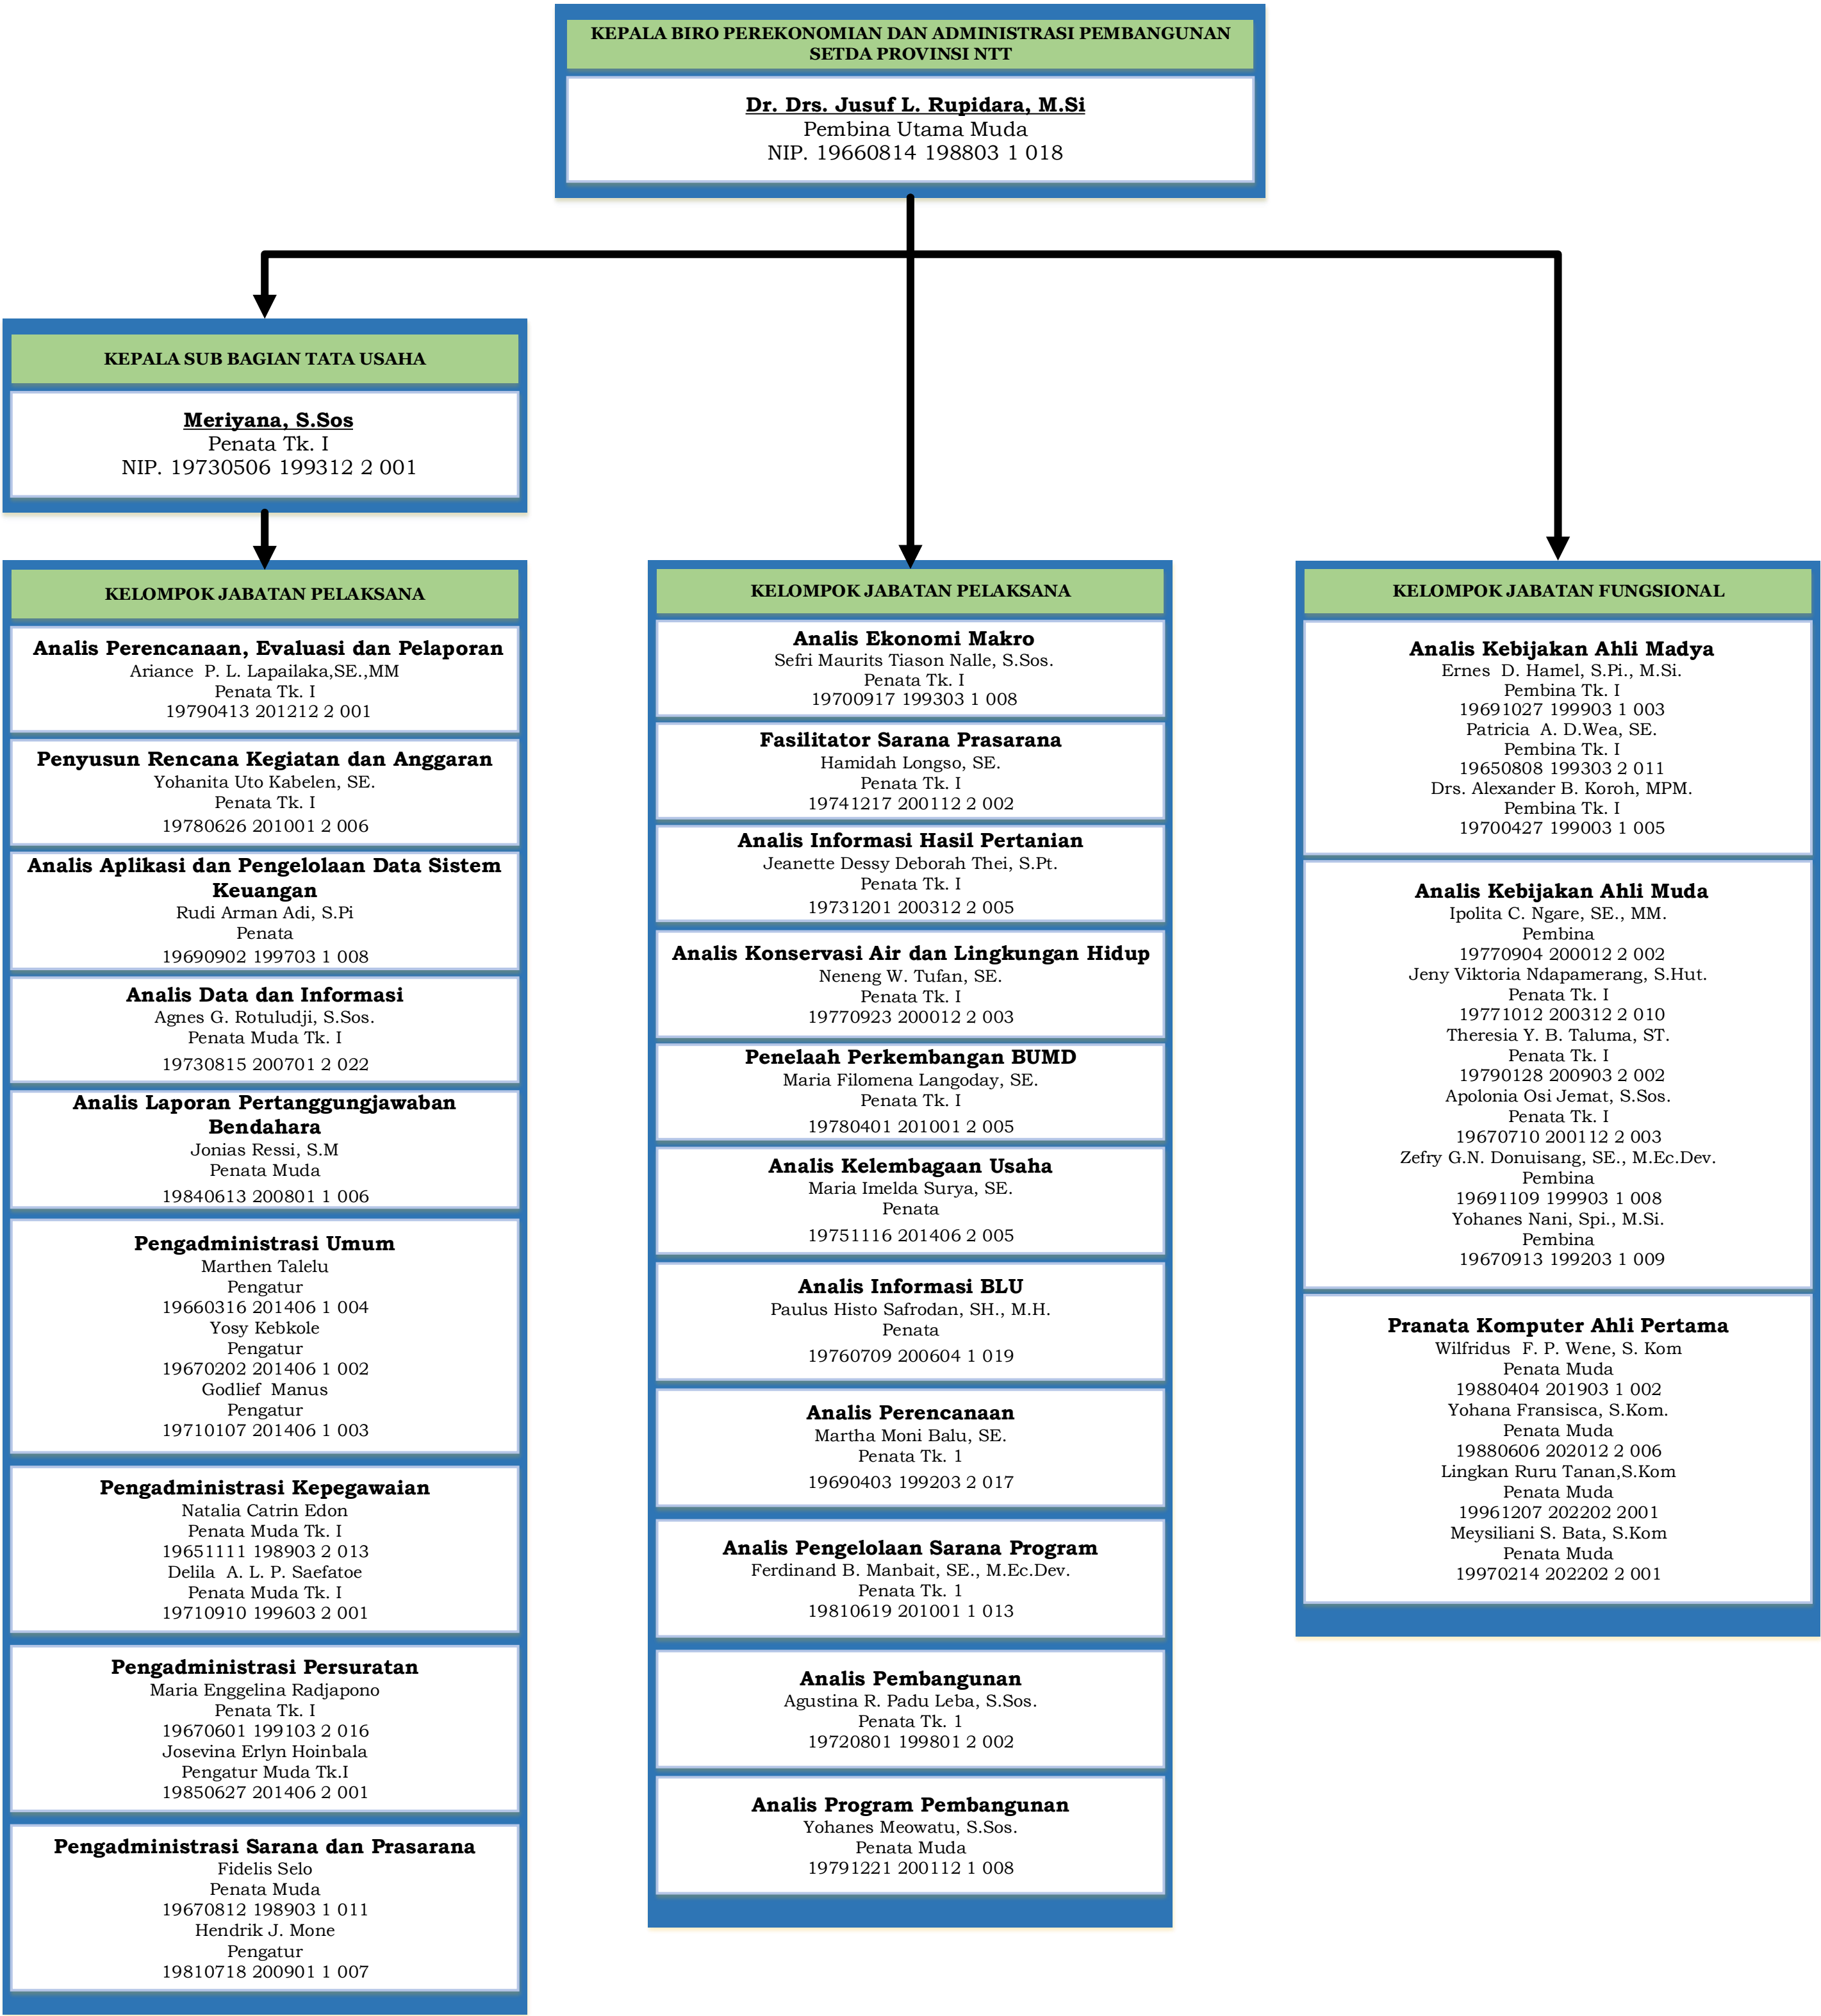 KEPALA BIRO PEREKONOMIAN DAN ADMINISTRASI PEMBANGUNAN
SETDA PROVINSI NTT
Dr. Drs. Jusuf L. Rupidara, M.Si
Pembina Utama Muda
NIP. 19660814 198803 1 018
KEPALA SUB BAGIAN TATA USAHA
Meriyana, S.Sos
Penata Tk. I
NIP. 19730506 199312 2 001
KELOMPOK JABATAN PELAKSANA
Analis Perencanaan, Evaluasi dan Pelaporan
Ariance  P. L. Lapailaka,SE.,MM
Penata Tk. I
19790413 201212 2 001
Penyusun Rencana Kegiatan dan Anggaran
Yohanita Uto Kabelen, SE.
Penata Tk. I
19780626 201001 2 006
Analis Aplikasi dan Pengelolaan Data Sistem
Keuangan
Rudi Arman Adi, S.Pi
Penata
19690902 199703 1 008
Analis Data dan Informasi
Agnes G. Rotuludji, S.Sos.
Penata Muda Tk. I
19730815 200701 2 022
Analis Laporan Pertanggungjawaban
Bendahara
Jonias Ressi, S.M
Penata Muda
19840613 200801 1 006
Pengadministrasi Umum
Marthen Talelu
Pengatur
19660316 201406 1 004
Yosy Kebkole
Pengatur
19670202 201406 1 002
Godlief  Manus
Pengatur
19710107 201406 1 003
Pengadministrasi Kepegawaian
Natalia Catrin Edon
Penata Muda Tk. I
19651111 198903 2 013
Delila  A. L. P. Saefatoe
Penata Muda Tk. I
19710910 199603 2 001
Pengadministrasi Persuratan
Maria Enggelina Radjapono
Penata Tk. I
19670601 199103 2 016
Josevina Erlyn Hoinbala
Pengatur Muda Tk.I
19850627 201406 2 001
Pengadministrasi Sarana dan Prasarana
Fidelis Selo
Penata Muda
19670812 198903 1 011
Hendrik J. Mone
Pengatur
19810718 200901 1 007
KELOMPOK JABATAN PELAKSANA
Analis Ekonomi Makro
Sefri Maurits Tiason Nalle, S.Sos.
Penata Tk. I
19700917 199303 1 008
Fasilitator Sarana Prasarana
Hamidah Longso, SE.
Penata Tk. I
19741217 200112 2 002
Analis Informasi Hasil Pertanian
Jeanette Dessy Deborah Thei, S.Pt.
Penata Tk. I
19731201 200312 2 005
Analis Konservasi Air dan Lingkungan Hidup
Neneng W. Tufan, SE.
Penata Tk. I
19770923 200012 2 003
Penelaah Perkembangan BUMD
Maria Filomena Langoday, SE.
Penata Tk. I
19780401 201001 2 005
Analis Kelembagaan Usaha
Maria Imelda Surya, SE.
Penata
19751116 201406 2 005
Analis Informasi BLU
Paulus Histo Safrodan, SH., M.H.
Penata
19760709 200604 1 019
Analis Perencanaan
Martha Moni Balu, SE.
Penata Tk. 1
19690403 199203 2 017
Analis Pengelolaan Sarana Program
Ferdinand B. Manbait, SE., M.Ec.Dev.
Penata Tk. 1
19810619 201001 1 013
Analis Pembangunan
Agustina R. Padu Leba, S.Sos.
Penata Tk. 1
19720801 199801 2 002
Analis Program Pembangunan
Yohanes Meowatu, S.Sos.
Penata Muda
19791221 200112 1 008
KELOMPOK JABATAN FUNGSIONAL
Analis Kebijakan Ahli Madya
Ernes  D. Hamel, S.Pi., M.Si.
Pembina Tk. I
19691027 199903 1 003
Patricia  A. D.Wea, SE.
Pembina Tk. I
19650808 199303 2 011
Drs. Alexander B. Koroh, MPM.
Pembina Tk. I
19700427 199003 1 005
Analis Kebijakan Ahli Muda
Ipolita C. Ngare, SE., MM.
Pembina
19770904 200012 2 002
Jeny Viktoria Ndapamerang, S.Hut.
Penata Tk. I
19771012 200312 2 010
Theresia Y. B. Taluma, ST.
Penata Tk. I
19790128 200903 2 002
Apolonia Osi Jemat, S.Sos.
Penata Tk. I
19670710 200112 2 003
Zefry G.N. Donuisang, SE., M.Ec.Dev.
Pembina
19691109 199903 1 008
Yohanes Nani, Spi., M.Si.
Pembina
19670913 199203 1 009
Pranata Komputer Ahli Pertama
Wilfridus  F. P. Wene, S. Kom
Penata Muda
19880404 201903 1 002
Yohana Fransisca, S.Kom.
Penata Muda
19880606 202012 2 006
Lingkan Ruru Tanan,S.Kom
Penata Muda
19961207 202202 2001
Meysiliani S. Bata, S.Kom
Penata Muda
19970214 202202 2 001